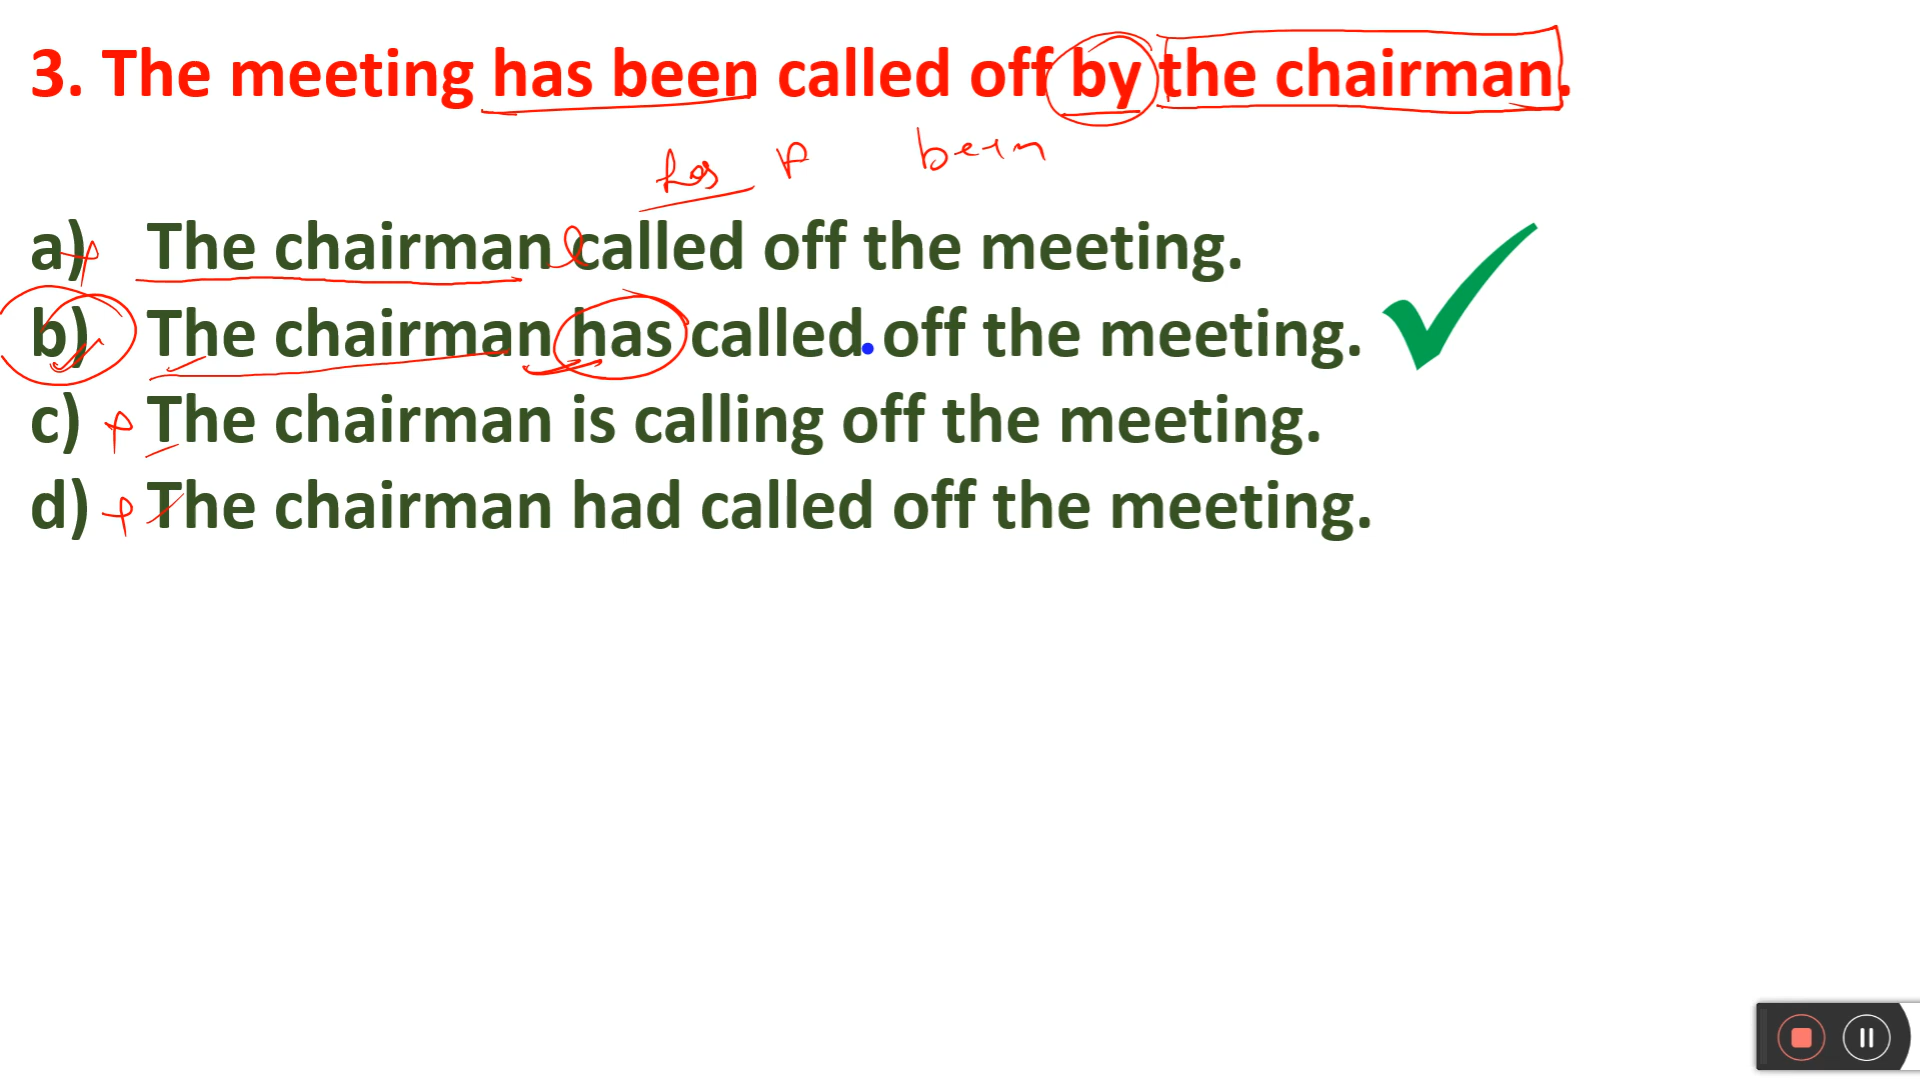 3. The meeting has been called off by the chairman.
has been
a) The chairman called off the meeting.
b) The chairman has called off the meeting.
c) The chairman is calling off the meeting.
d) The chairman had called off the meeting.